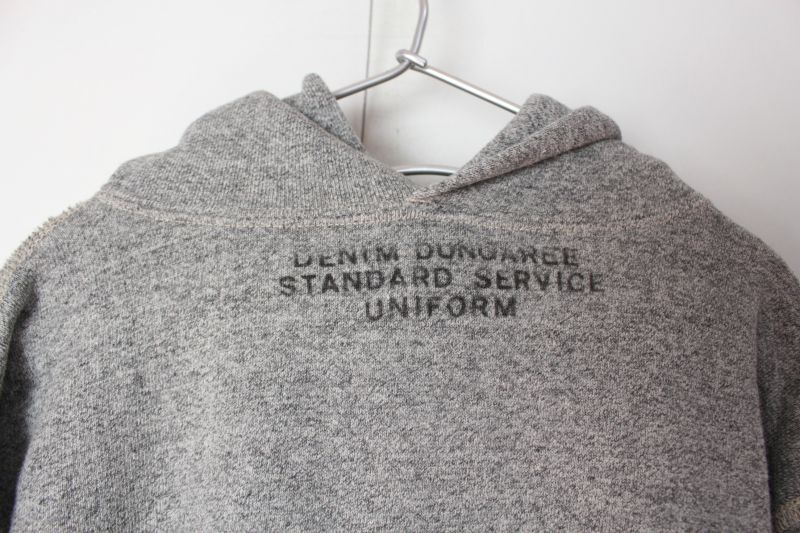 DENIM DUNGAREE
STANDARD SERVICE
UNIFORM